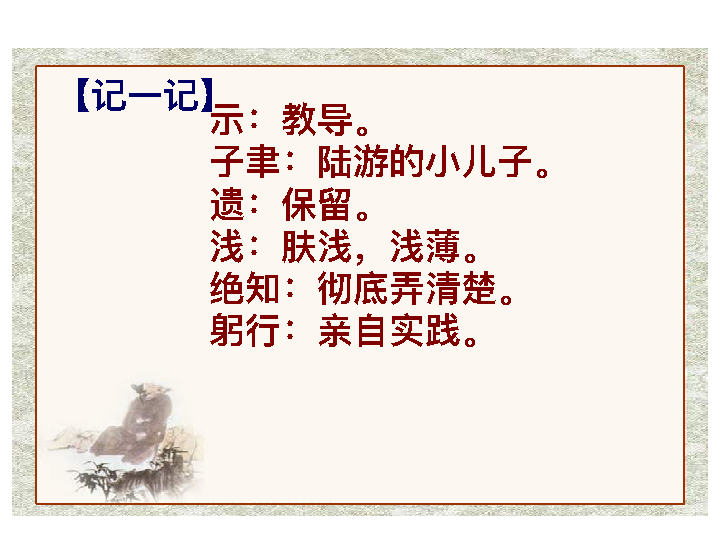 【记一记】
示：教导。
子聿：陆游的小儿子。
遗：保留。
浅：肤浅，浅薄。
绝知：彻底弄清楚。
躬行：亲自实践。